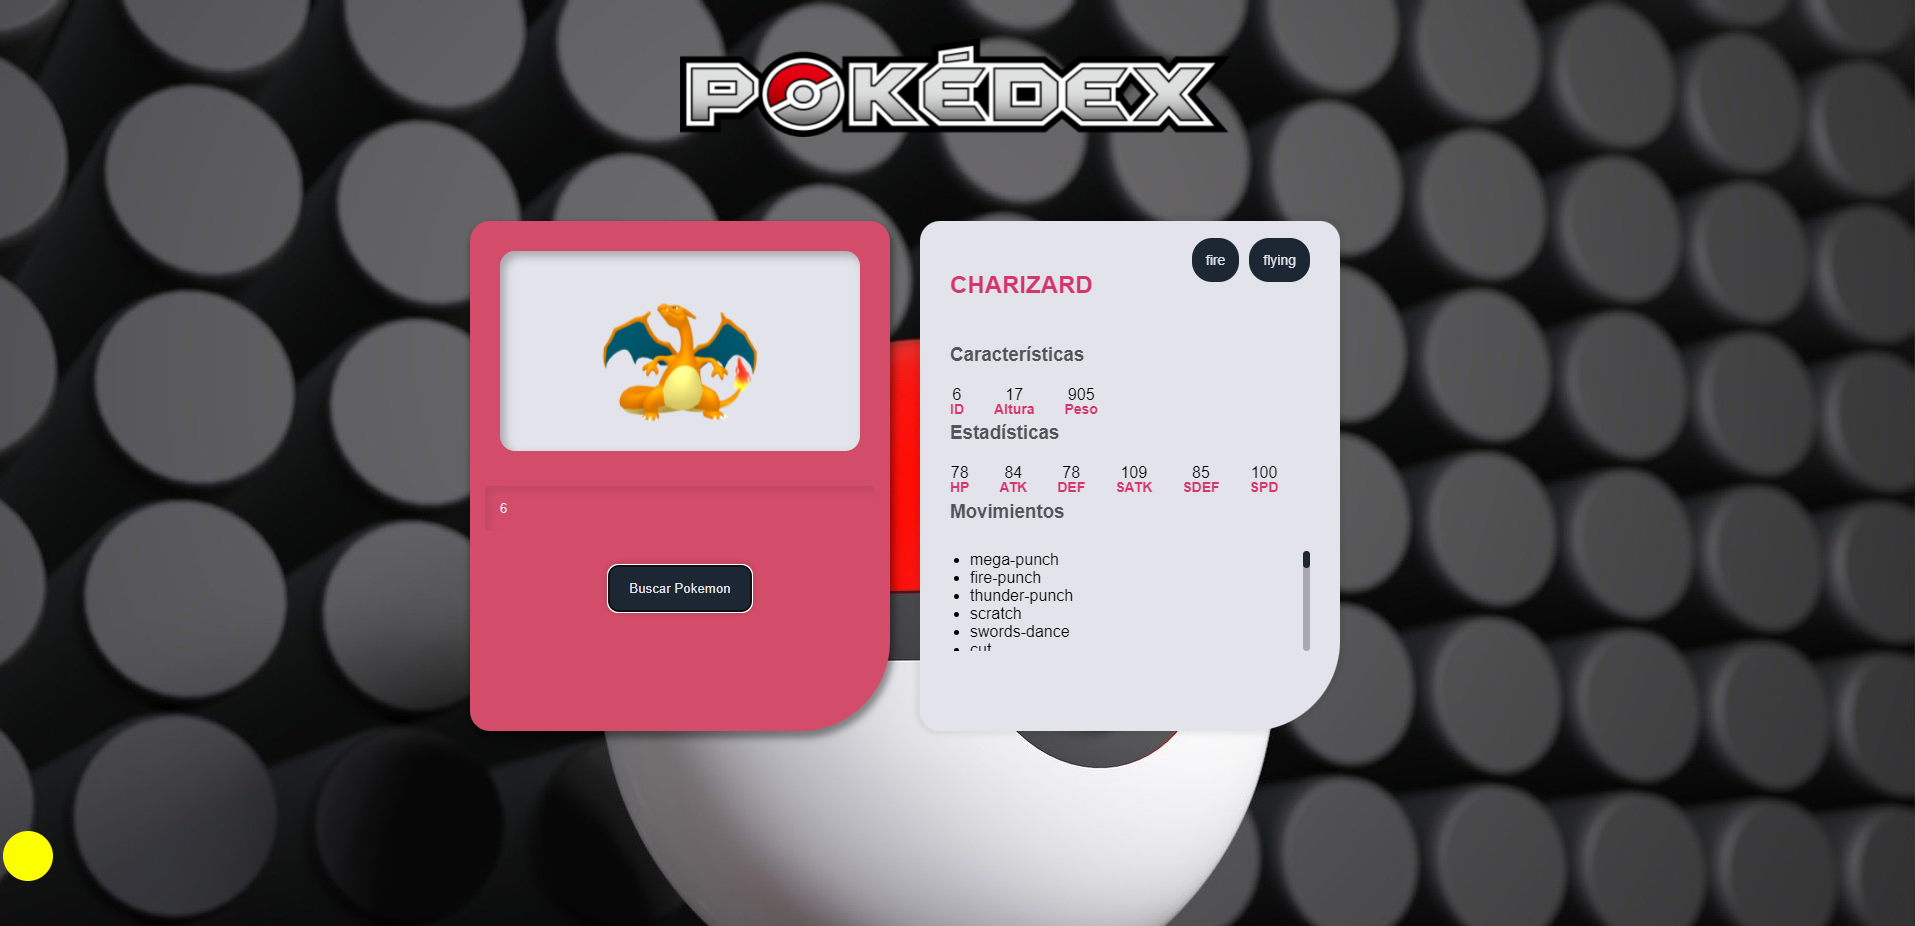 POKÉDEX
6
Buscar Pokemon
fire flying
CHARIZARD
Características
6 17 905
ID Altura Peso
Estadísticas
78 84 78 109 85 100
HP ATK DEF SATK SDEF SPD
Movimientos
mega-punch
fire-punch
thunder-punch
scratch
swords-dance
cut